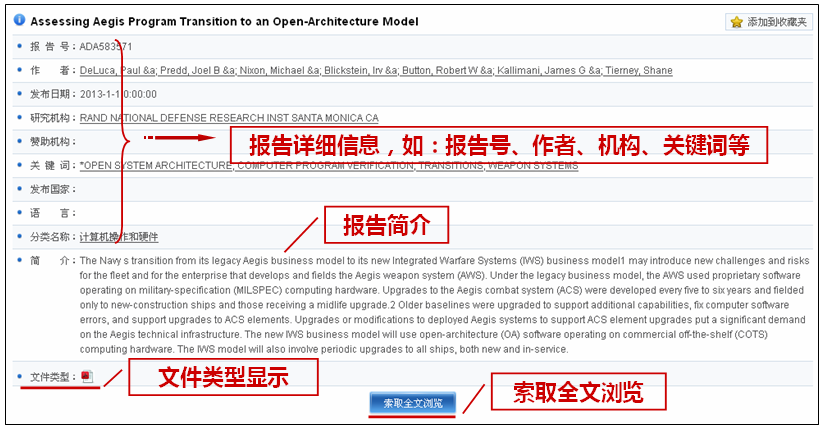 Assessing Aegis Program Transition to an Open-Architecture Model
添加到收藏夹
报 告 号：ADA583571
作 者：DeLuca, Paul &a; Predd, Joel B &a; Nixon, Michael &a; Blickstein, Irv &a; Button, Robert W &a; Kallimani, James G &a; Tierney, Shane
发布日期：2013-1-1 0:00:00
研究机构：RAND NATIONAL DEFENSE RESEARCH INST SANTA MONICA CA
赞助机构：
报告详细信息，如：报告号、作者、机构、关键词等
关 键 词：*OPEN SYSTEM ARCHITECTURE; COMPUTER PROGRAM VERIFICATION; TRANSITIONS; WEAPON SYSTEMS
发布国家：
语 言：
报告简介
分类名称：计算机操作和硬件
简 介：The Navy s transition from its legacy Aegis business model to its new Integrated Warfare Systems (IWS) business model1 may introduce new challenges and risks
for the fleet and for the enterprise that develops and fields the Aegis weapon system (AWS). Under the legacy business model, the AWS used proprietary software
operating on military-specification (MILSPEC) computing hardware. Upgrades to the Aegis combat system (ACS) were developed every five to six years and fielded
only to new-construction ships and those receiving a midlife upgrade.2 Older baselines were upgraded to support additional capabilities, fix computer software
errors, and support upgrades to ACS elements. Upgrades or modifications to deployed Aegis systems to support ACS element upgrades put a significant demand
on the Aegis technical infrastructure. The new IWS business model will use open-architecture (OA) software operating on commercial off-the-shelf (COTS)
computing hardware. The IWS model will also involve periodic upgrades to all ships, both new and in-service.
文件类型：
文件类型显示
索取全文浏览
索取全文浏览